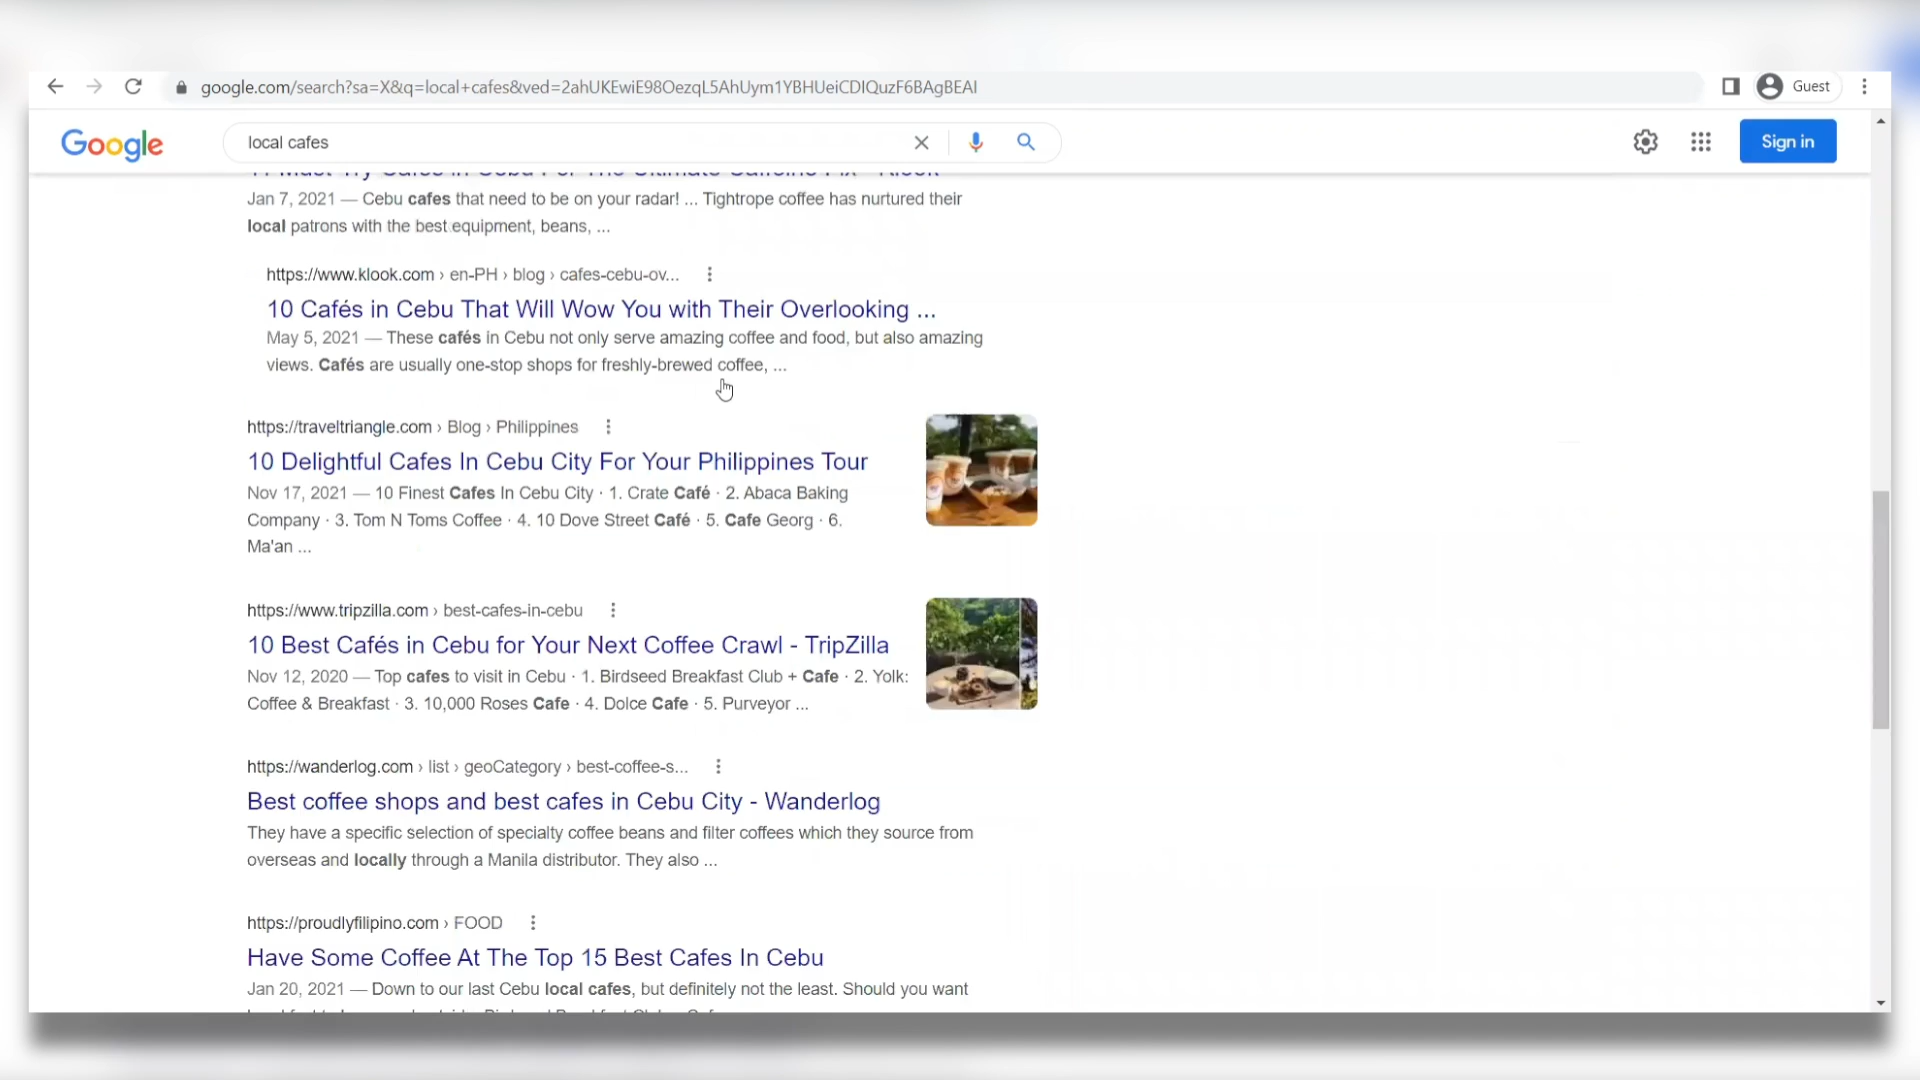 google.com/search?sa=X&q=local+cafes&ved=2ahUKEwiE98OezqL5AhUym1YBHUeiCDIQuzF6BAgBEAI
Guest
Google
local cafes
Sign in
11 Must-Try Cafes in Cebu For The Ultimate Caffeine Fix - Klook
Jan 7, 2021 — Cebu cafes that need to be on your radar! ... Tightrope coffee has nurtured their
local patrons with the best equipment, beans, ...
https://www.klook.com › en-PH › blog › cafes-cebu-ov...
10 Cafés in Cebu That Will Wow You with Their Overlooking ...
May 5, 2021 — These cafés in Cebu not only serve amazing coffee and food, but also amazing
views. Cafés are usually one-stop shops for freshly-brewed coffee, ...
https://traveltriangle.com › Blog › Philippines
10 Delightful Cafes In Cebu City For Your Philippines Tour
Nov 17, 2021 — 10 Finest Cafes In Cebu City · 1. Crate Café · 2. Abaca Baking
Company · 3. Tom N Toms Coffee · 4. 10 Dove Street Café · 5. Cafe Georg · 6.
Ma'an ...
https://www.tripzilla.com › best-cafes-in-cebu
10 Best Cafés in Cebu for Your Next Coffee Crawl - TripZilla
Nov 12, 2020 — Top cafes to visit in Cebu · 1. Birdseed Breakfast Club + Cafe · 2. Yolk:
Coffee & Breakfast · 3. 10,000 Roses Cafe · 4. Dolce Cafe · 5. Purveyor ...
https://wanderlog.com › list › geoCategory › best-coffee-s...
Best coffee shops and best cafes in Cebu City - Wanderlog
They have a specific selection of specialty coffee beans and filter coffees which they source from
overseas and locally through a Manila distributor. They also ...
https://proudlyfilipino.com › FOOD
Have Some Coffee At The Top 15 Best Cafes In Cebu
Jan 20, 2021 — Down to our last Cebu local cafes, but definitely not the least. Should you want